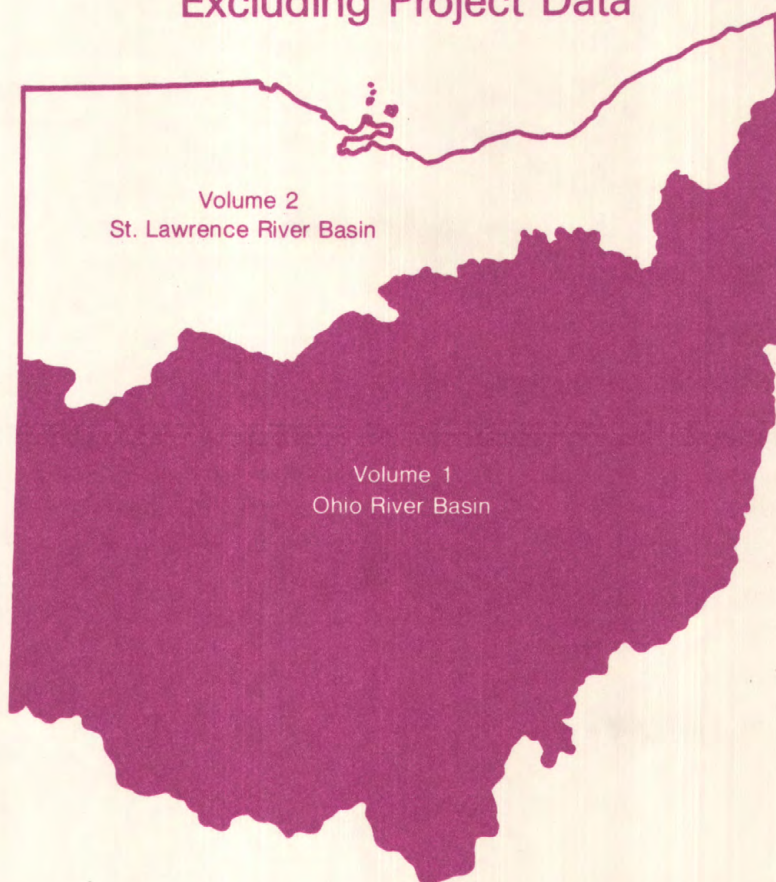 Excluding Project Data
Volume 2
St. Lawrence River Basin
Volume 1
Ohio River Basin